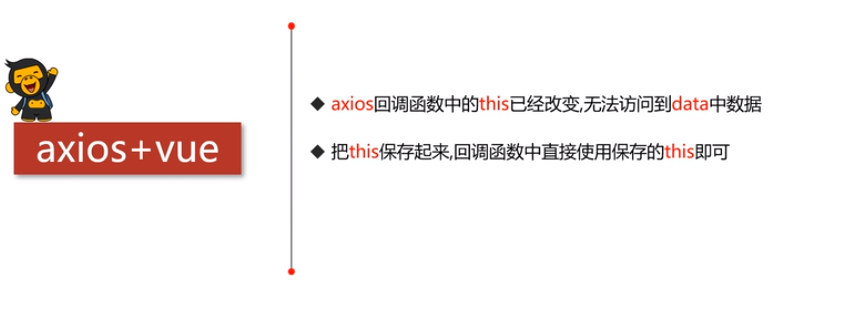 axios+vue
◆ axios回调函数中的this已经改变,无法访问到data中数据
◆ 把this保存起来,回调函数中直接使用保存的this即可